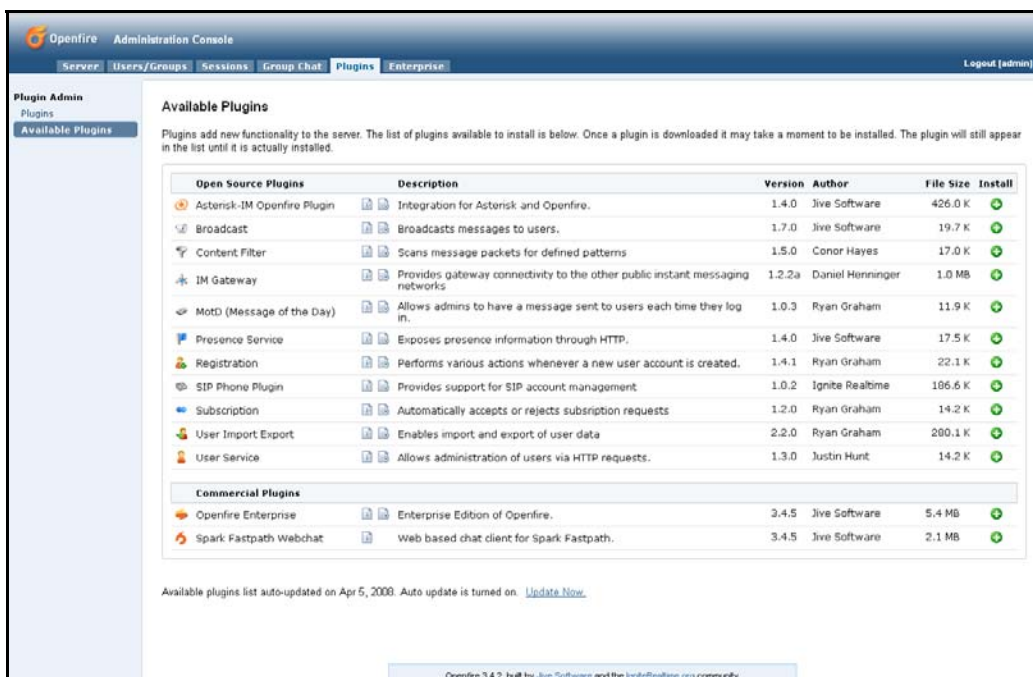 Openfire Administration Console
Server Users/Groups Sessions Group Chat Plugins Enterprise Logout [admin]
Plugin Admin
Plugins
Available Plugins
Available Plugins
Plugins add new functionality to the server. The list of plugins available to install is below. Once a plugin is downloaded it may take a moment to be installed. The plugin will still appear
in the list until it is actually installed.
Open Source Plugins Description Version Author File Size Install
Asterisk-IM Openfire Plugin Integration for Asterisk and Openfire. 1.4.0 Jive Software 426.0 K
Broadcast Broadcasts messages to users. 1.7.0 Jive Software 19.7 K
Content Filter Scans message packets for defined patterns 1.5.0 Conor Hayes 17.0 K
IM Gateway Provides gateway connectivity to the other public instant messaging
networks 1.2.2a Daniel Henninger 1.0 MB
MotD (Message of the Day) Allows admins to have a message sent to users each time they log
in. 1.0.3 Ryan Graham 11.9 K
Presence Service Exposes presence information through HTTP. 1.4.0 Jive Software 17.5 K
Registration Performs various actions whenever a new user account is created. 1.4.1 Ryan Graham 22.1 K
SIP Phone Plugin Provides support for SIP account management 1.0.2 Ignite Realtime 186.6 K
Subscription Automatically accepts or rejects subsription requests 1.2.0 Ryan Graham 14.2 K
User Import Export Enables import and export of user data 2.2.0 Ryan Graham 280.1 K
User Service Allows administration of users via HTTP requests. 1.3.0 Justin Hunt 14.2 K
Commercial Plugins
Openfire Enterprise Enterprise Edition of Openfire. 3.4.5 Jive Software 5.4 MB
Spark Fastpath Webchat Web based chat client for Spark Fastpath. 3.4.5 Jive Software 2.1 MB
Available plugins list auto-updated on Apr 5, 2008. Auto update is turned on. Update Now.
Openfire 3.4.2, built by Jive Software and the IgniteRealtime.org community